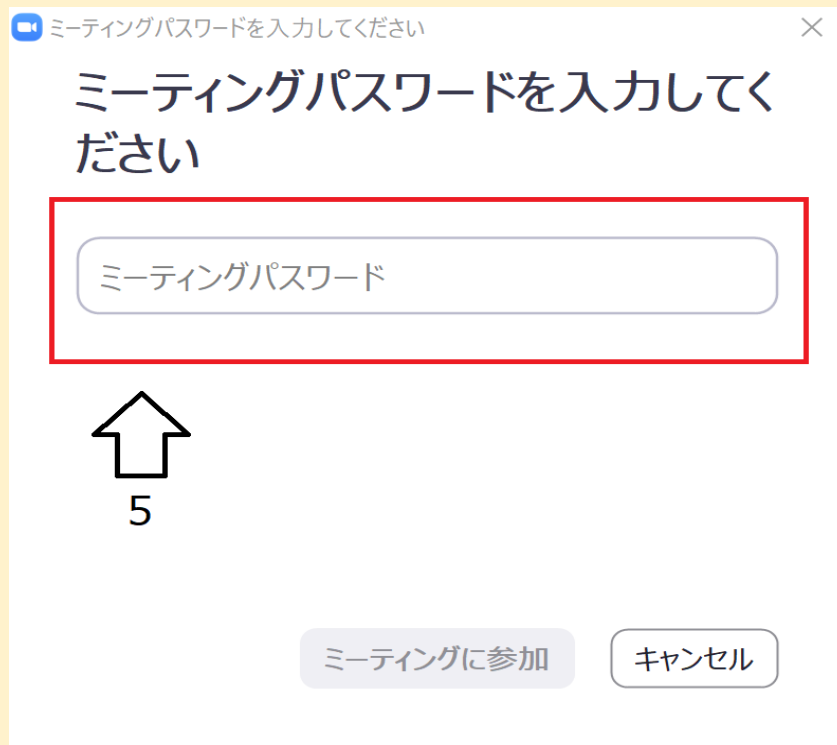 ミーティングパスワードを入力してください
ミーティングパスワードを入力してく
ださい
ミーティングパスワード
5
ミーティングに参加 キャンセル